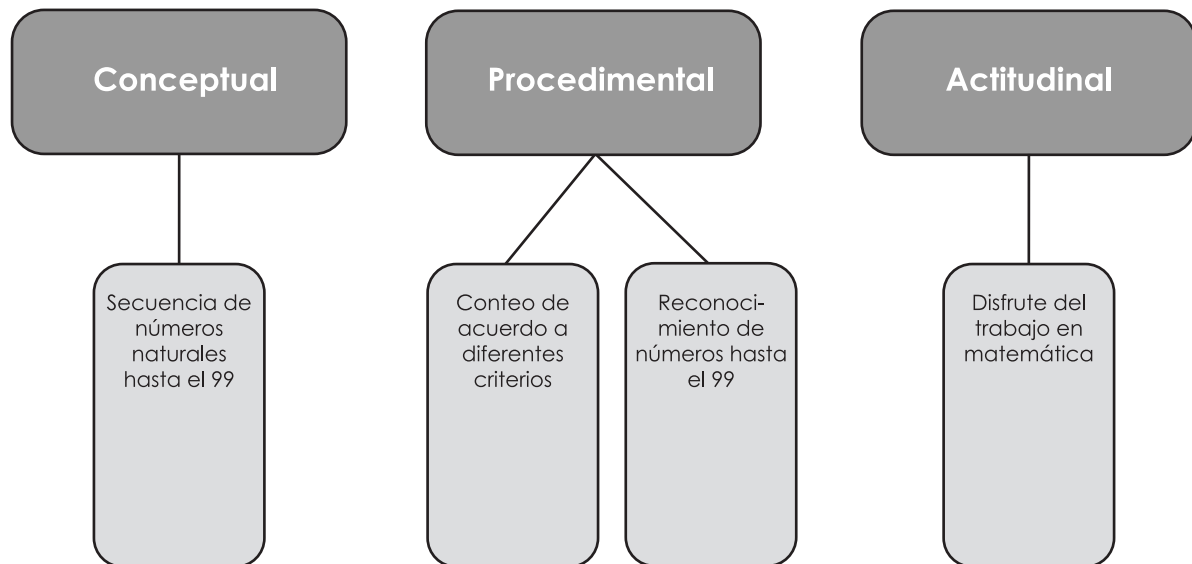 Conceptual
Procedimental
Actitudinal
Secuencia de
números
naturales
hasta el 99
Conteo de
acuerdo a
diferentes
criterios
Reconoci-
miento de
números hasta
el 99
Disfrute del
trabajo en
matemática